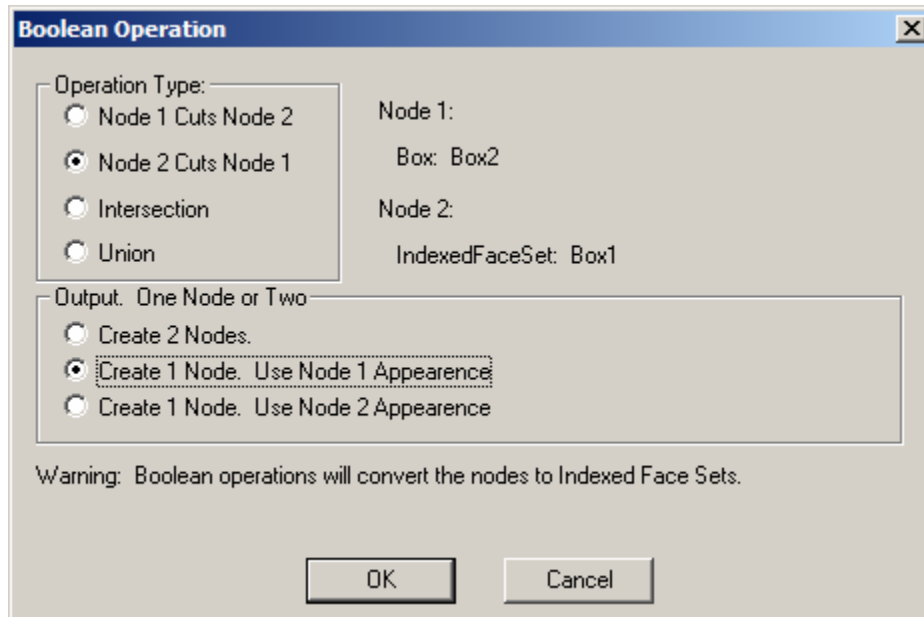 Boolean Operation
Operation Type:
Node 1 Cuts Node 2
Node 2 Cuts Node 1
Intersection
Union
Node 1:
Box: Box2
Node 2:
IndexedFaceSet: Box1
Output. One Node or Two
Create 2 Nodes.
Create 1 Node. Use Node 1 Appearence
Create 1 Node. Use Node 2 Appearence
Warning: Boolean operations will convert the nodes to Indexed Face Sets.
OK
Cancel